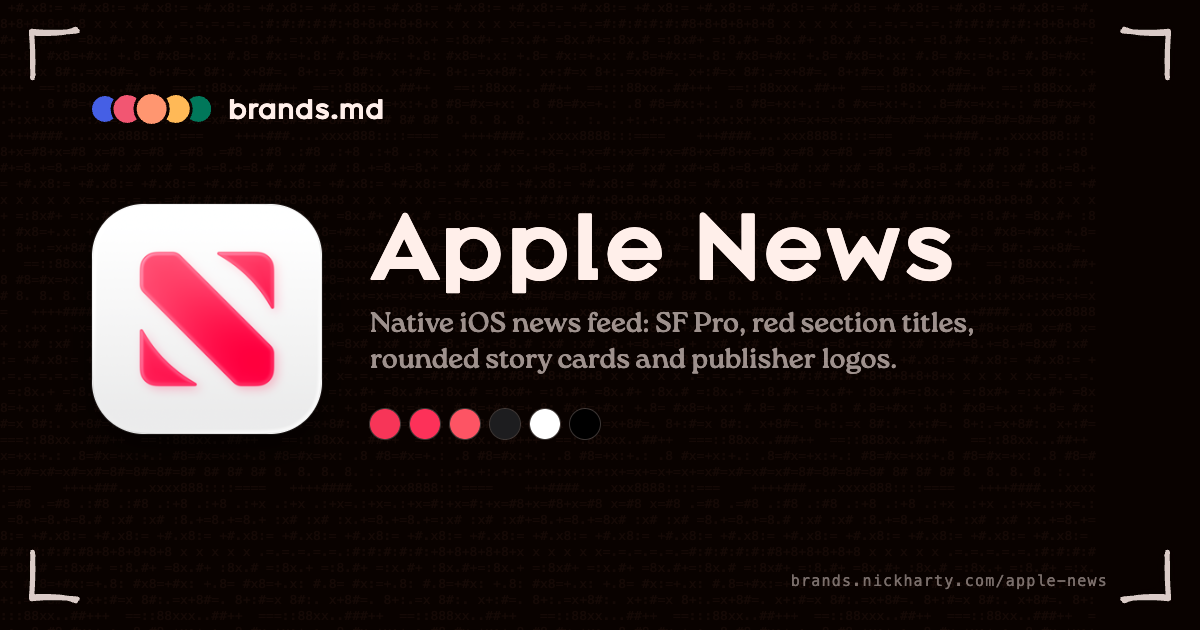 brands.md
Apple News
Native iOS news feed: SF Pro, red section titles,
rounded story cards and publisher logos.
brands.nickharty.com/apple-news